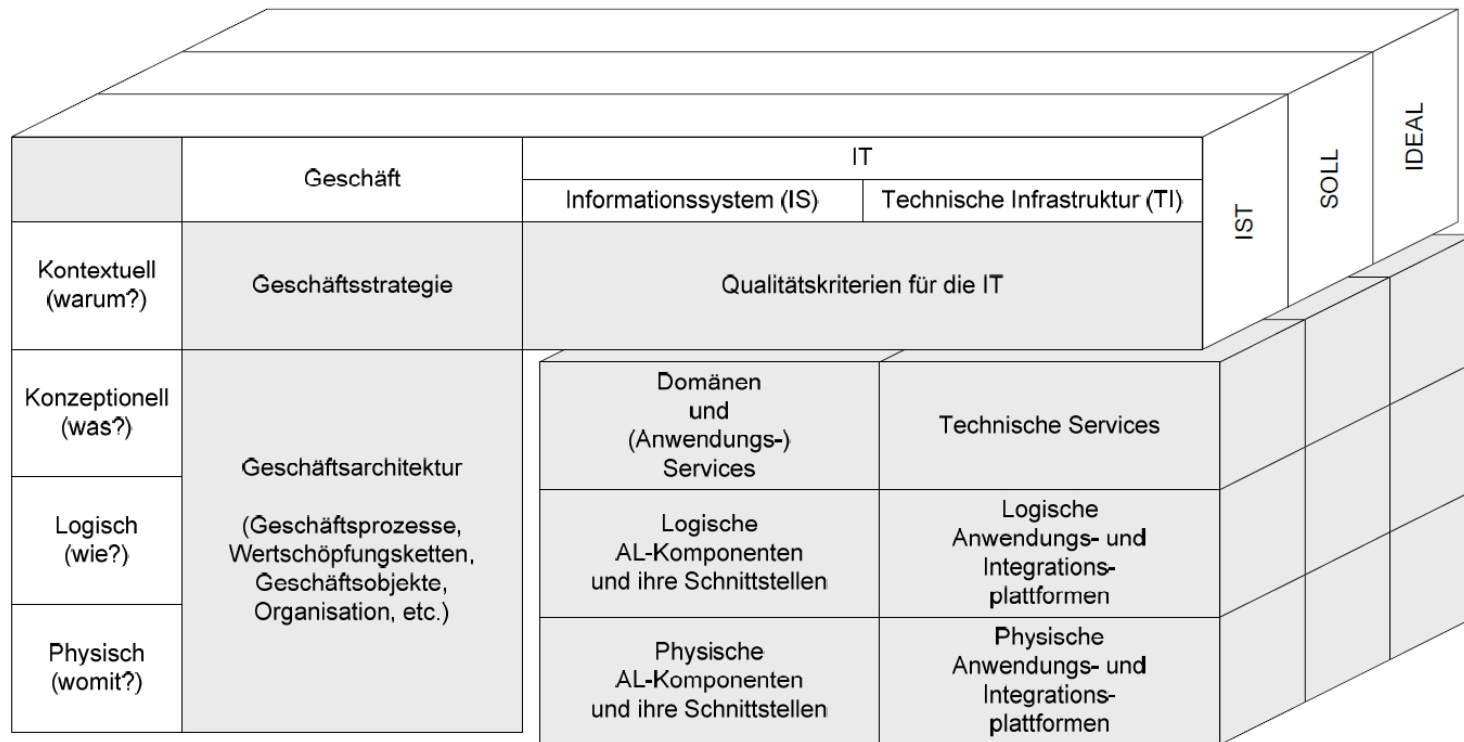 Geschäft
IT
Informationssystem (IS)
Technische Infrastruktur (TI)
IST
SOLL
IDEAL
Kontextuell
(warum?)
Geschäftsstrategie
Qualitätskriterien für die IT
Konzeptionell
(was?)
Geschäftsarchitektur
(Geschäftsprozesse,
Wertschöpfungsketten,
Geschäftsobjekte,
Organisation, etc.)
Domänen
und
(Anwendungs-)
Services
Technische Services
Logisch
(wie?)
Logische
AL-Komponenten
und ihre Schnittstellen
Logische
Anwendungs- und
Integrations-
plattformen
Physisch
(womit?)
Physische
AL-Komponenten
und ihre Schnittstellen
Physische
Anwendungs- und
Integrations-
plattformen